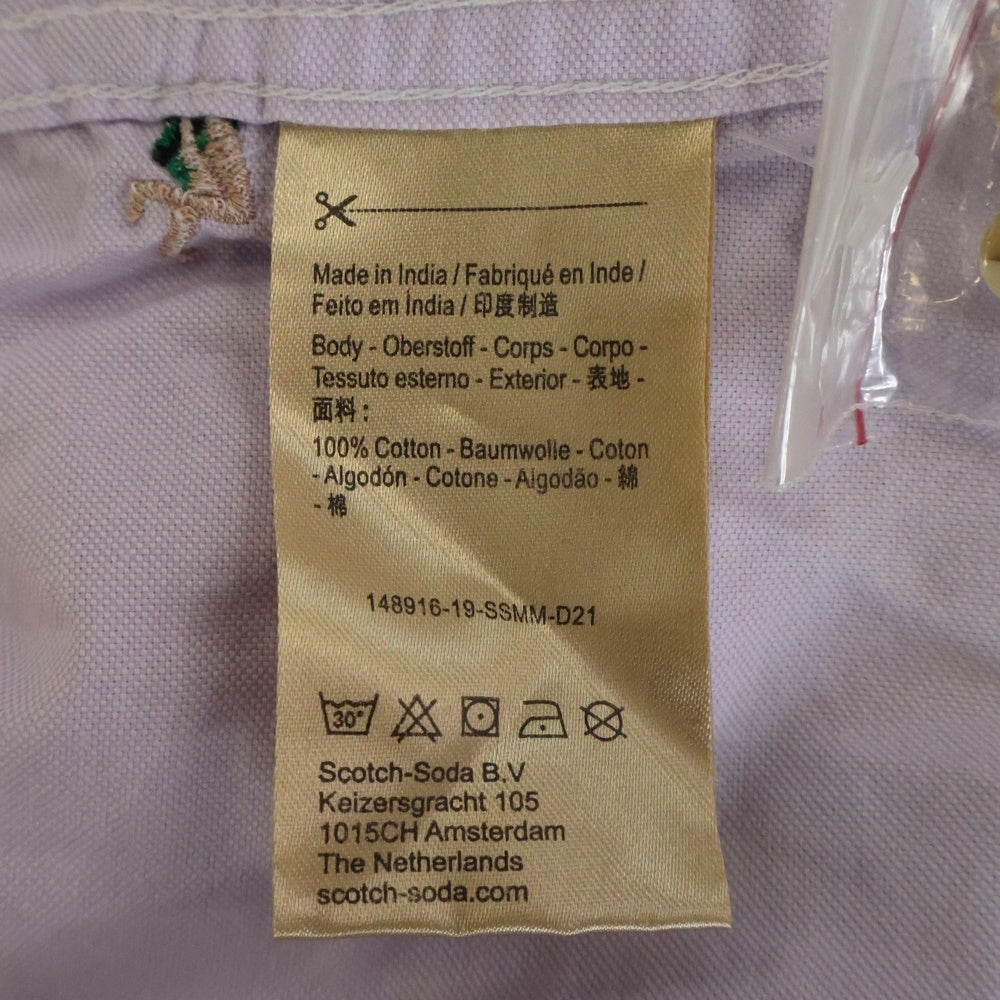 Made in India / Fabriqué en Inde /
Feito em Índia / 印度制造
Body - Oberstoff - Corps - Corpo -
Tessuto esterno - Exterior - 表地 -
面料 :
100% Cotton - Baumwolle - Coton
- Algodón - Cotone - Algodão - 綿
- 棉
148916-19-SSMM-D21
30°
Scotch-Soda B.V
Keizersgracht 105
1015CH Amsterdam
The Netherlands
scotch-soda.com